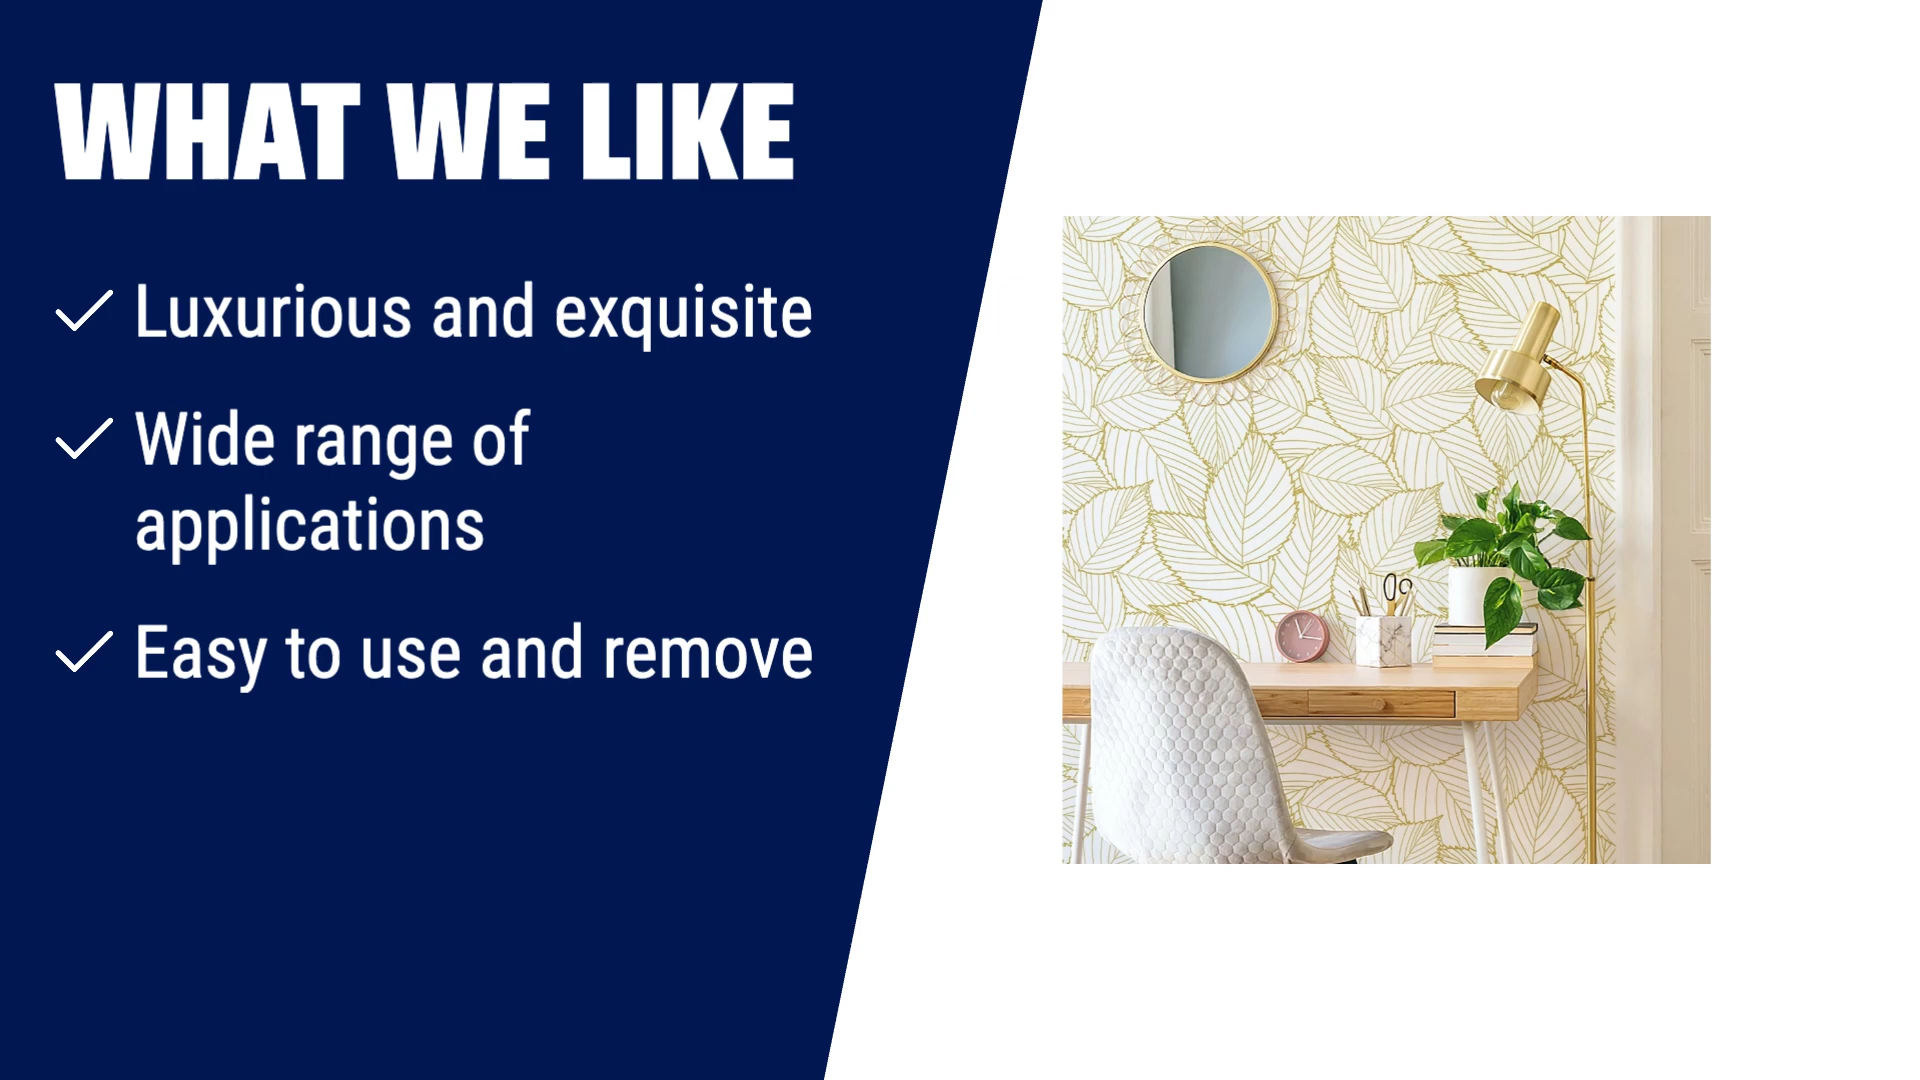 WHAT WE LIKE
Luxurious and exquisite
Wide range of
applications
Easy to use and remove